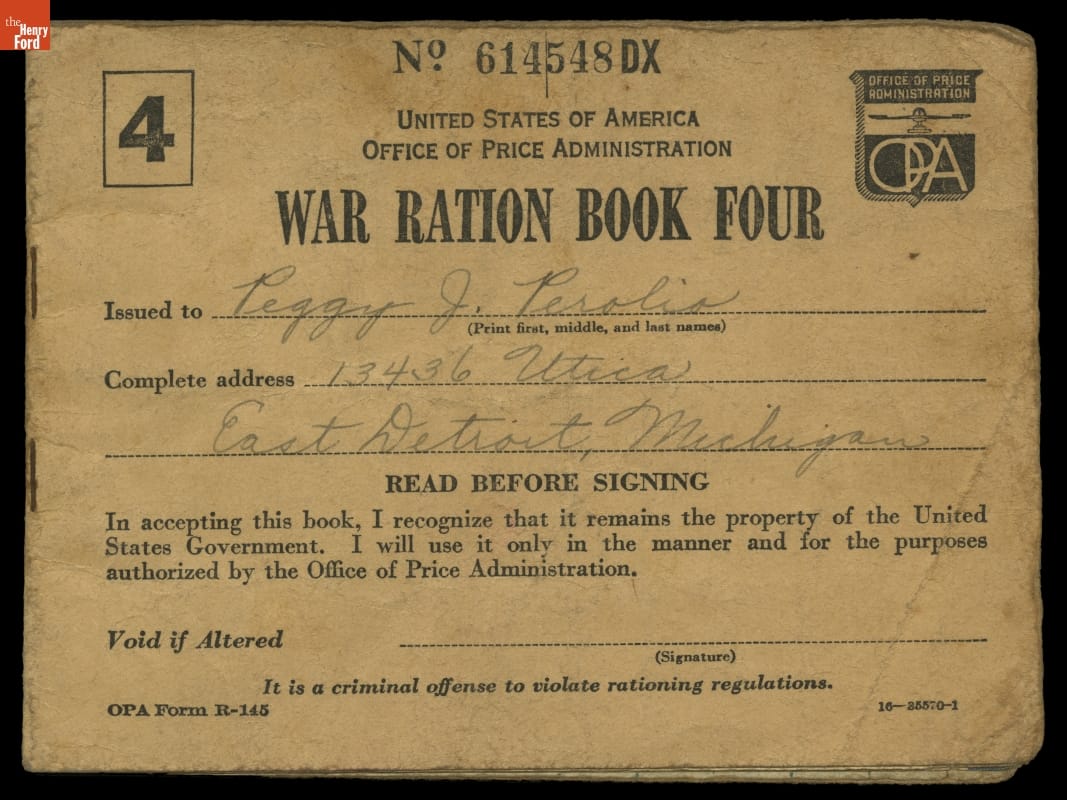 the
Henry
Ford
Nº 614548DX
4
OFFICE OF PRICE
ADMINISTRATION
OPA
UNITED STATES OF AMERICA
OFFICE OF PRICE ADMINISTRATION
WAR RATION BOOK FOUR
Issued to Peggy J. Perolio
(Print first, middle, and last names)
Complete address 13436 Utica
East Detroit, Michigan
READ BEFORE SIGNING
In accepting this book, I recognize that it remains the property of the United
States Government. I will use it only in the manner and for the purposes
authorized by the Office of Price Administration.
Void if Altered
(Signature)
It is a criminal offense to violate rationing regulations.
OPA Form R-145
16—35570-1